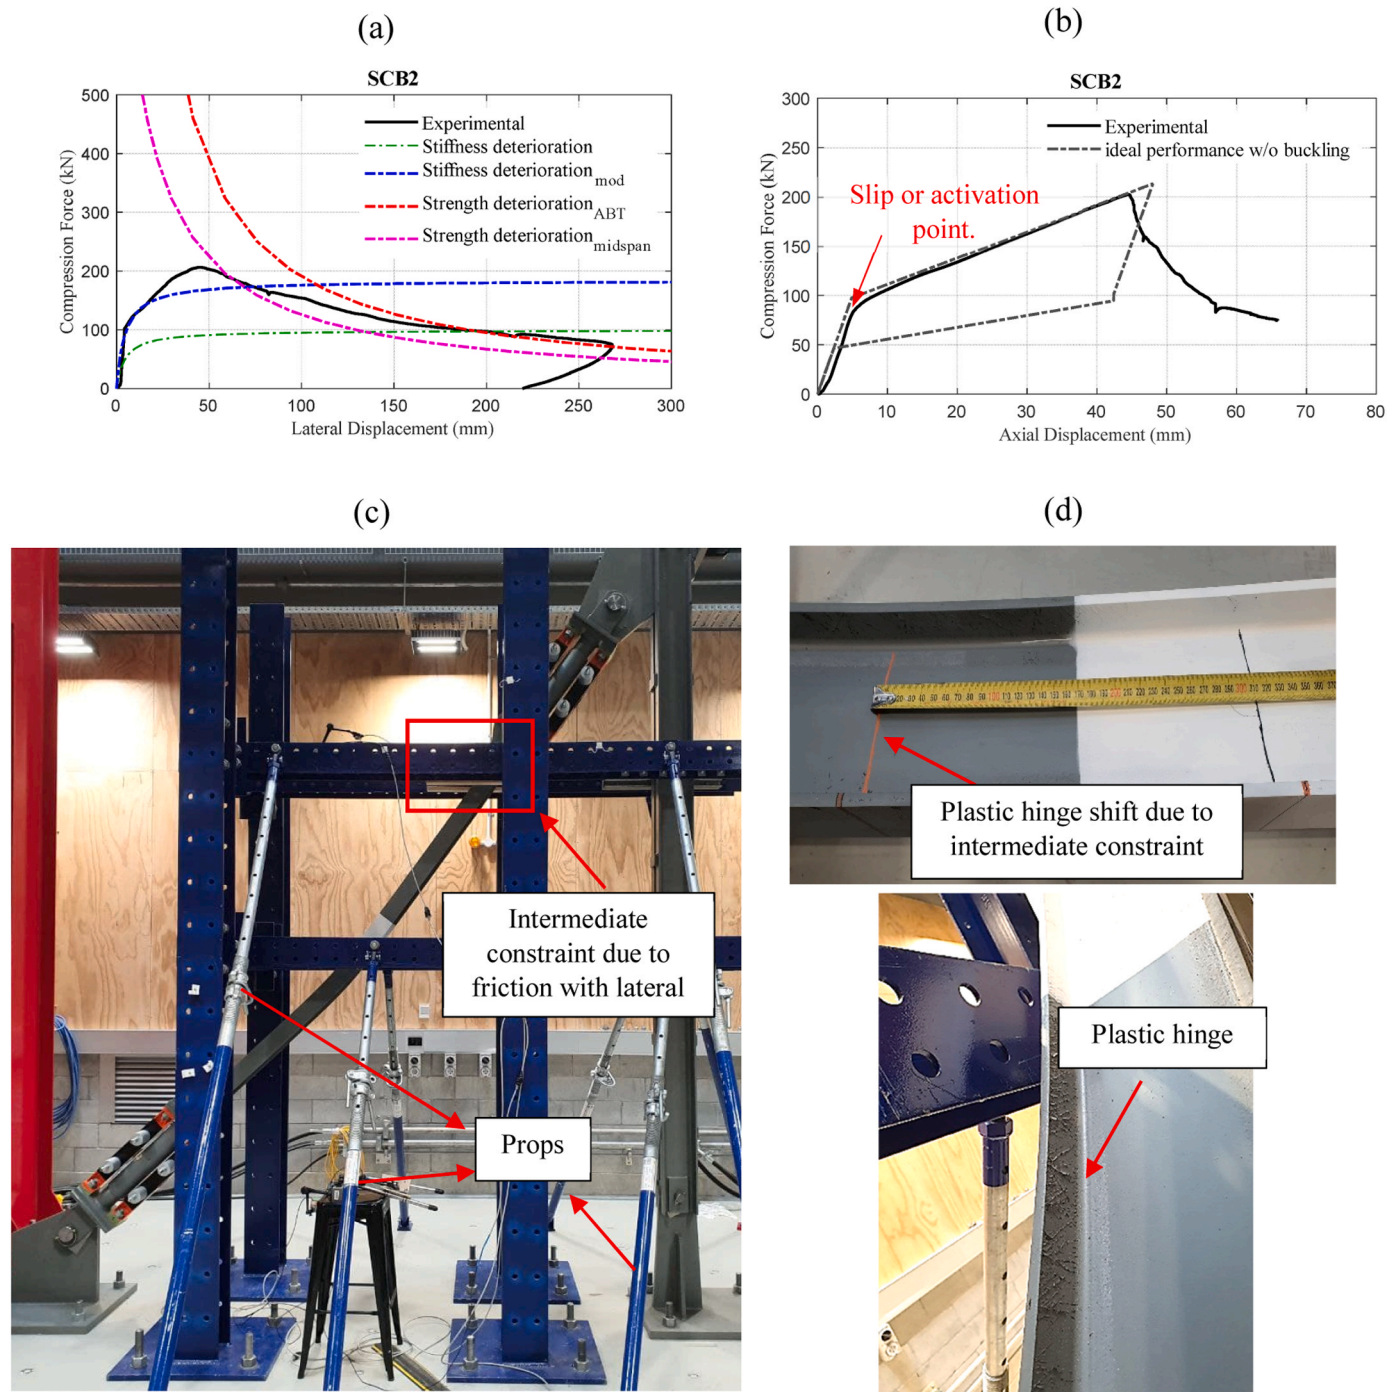 (a)
SCB2
500
400
300
200
100
0
0
50
100
150
200
250
300
Compression Force (kN)
Lateral Displacement (mm)
Experimental
Stiffness deterioration
Stiffness deterioration mod
Strength deterioration ABT
Strength deterioration midspan
(b)
SCB2
300
250
200
150
100
50
0
0
10
20
30
40
50
60
70
80
Compression Force (kN)
Axial Displacement (mm)
Experimental
ideal performance w/o buckling
Slip or activation
point.
(c)
Intermediate
constraint due to
friction with lateral
Props
(d)
Plastic hinge shift due to
intermediate constraint
Plastic hinge